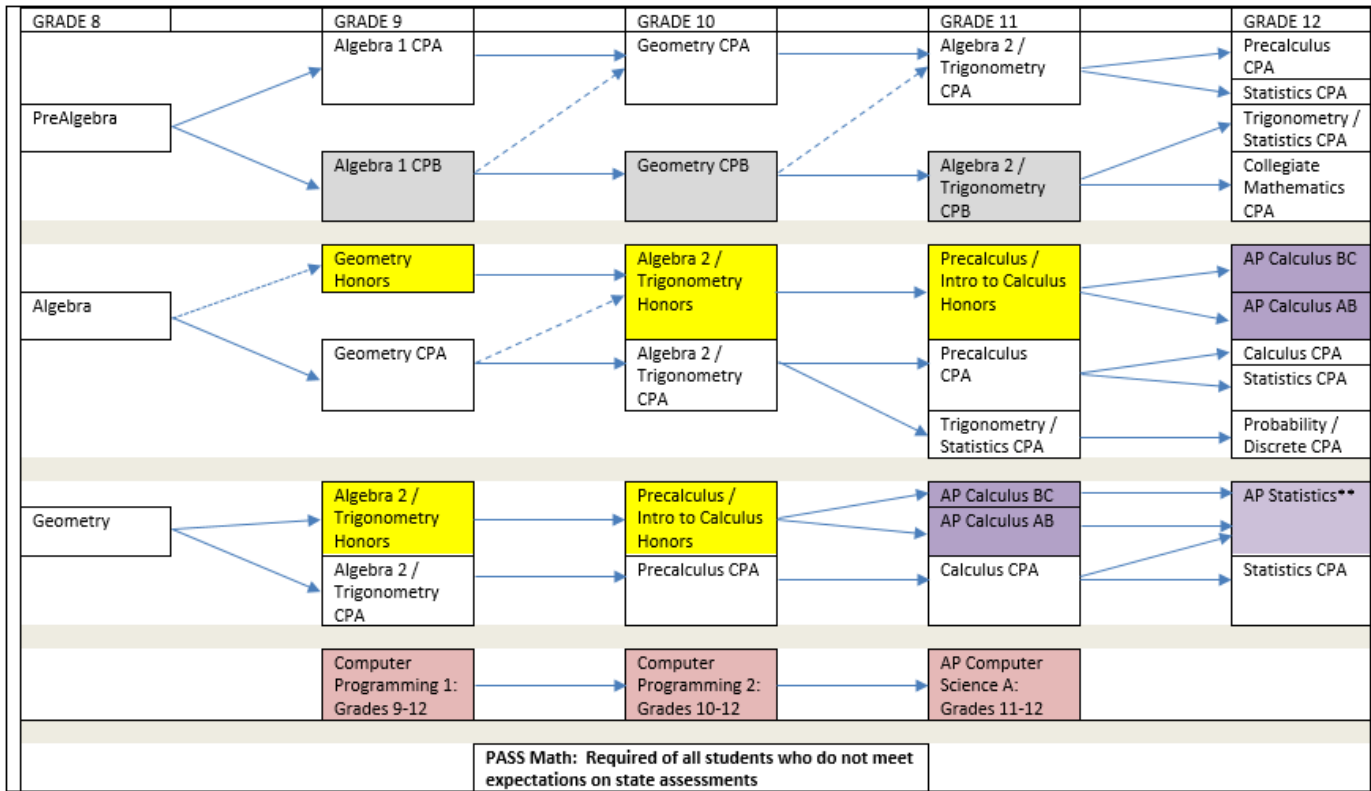 GRADE 8
GRADE 9
GRADE 10
GRADE 11
GRADE 12
PreAlgebra
Algebra 1 CPA
Geometry CPA
Algebra 2 /
Trigonometry
CPA
Precalculus
CPA
Statistics CPA
Trigonometry /
Statistics CPA
Algebra 1 CPB
Geometry CPB
Algebra 2 /
Trigonometry
CPB
Collegiate
Mathematics
CPA
Algebra
Geometry
Honors
Algebra 2 /
Trigonometry
Honors
Precalculus /
Intro to Calculus
Honors
AP Calculus BC
AP Calculus AB
Geometry CPA
Algebra 2 /
Trigonometry
CPA
Precalculus
CPA
Calculus CPA
Statistics CPA
Trigonometry /
Statistics CPA
Probability /
Discrete CPA
Geometry
Algebra 2 /
Trigonometry
Honors
Precalculus /
Intro to Calculus
Honors
AP Calculus BC
AP Calculus AB
AP Statistics**
Algebra 2 /
Trigonometry
CPA
Precalculus CPA
Calculus CPA
Statistics CPA
Computer
Programming 1:
Grades 9-12
Computer
Programming 2:
Grades 10-12
AP Computer
Science A:
Grades 11-12
PASS Math: Required of all students who do not meet
expectations on state assessments